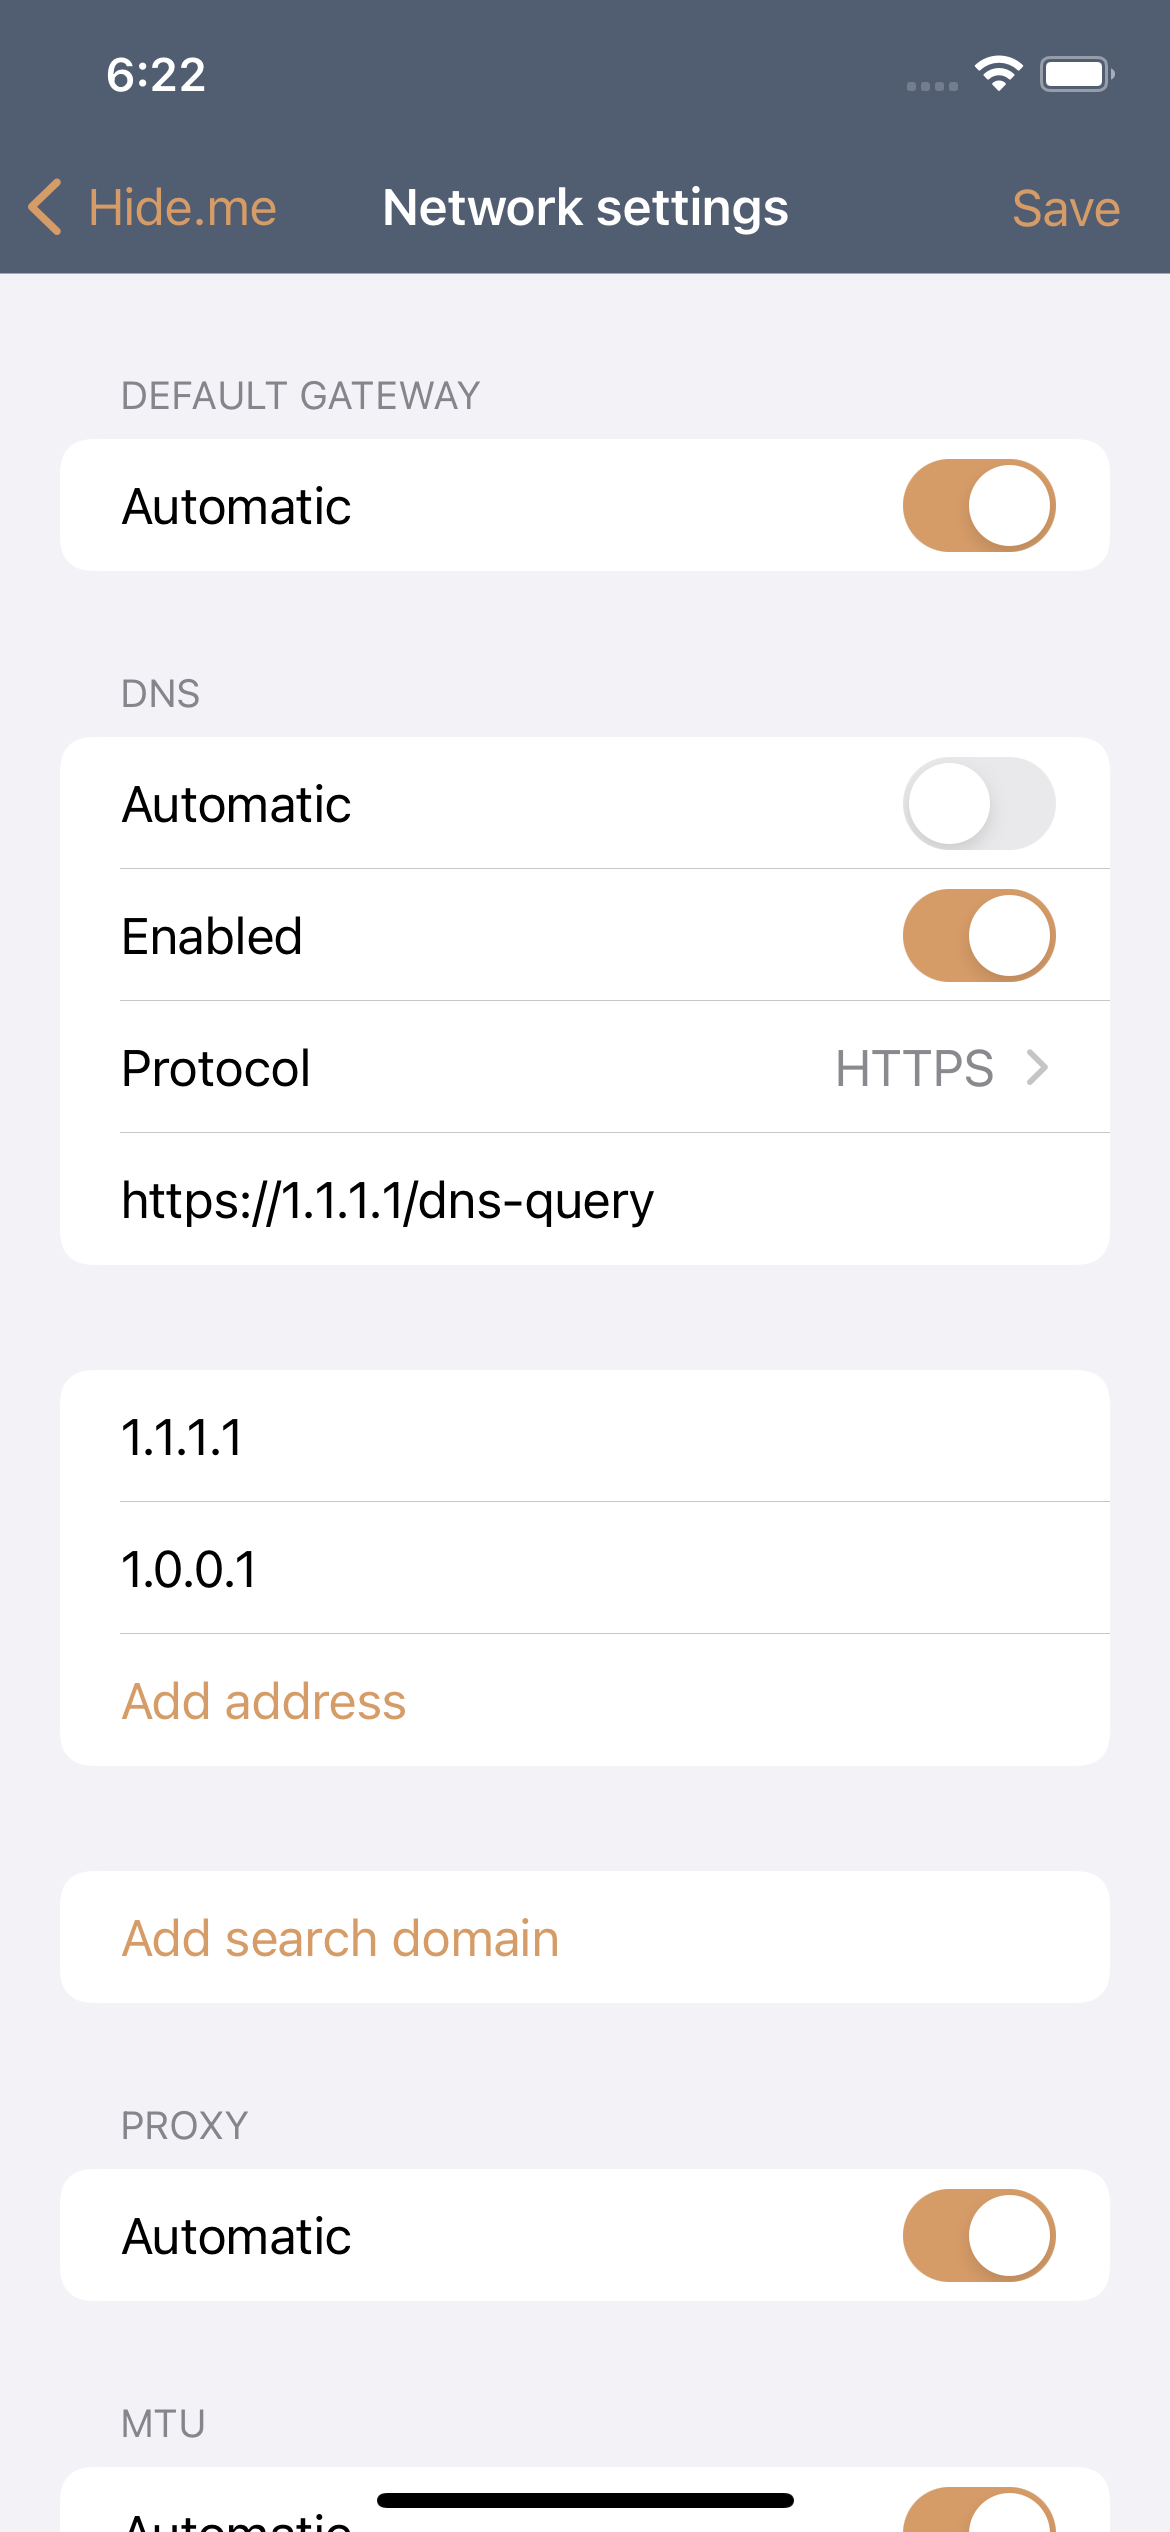 6:22
Hide.me
Network settings
Save
DEFAULT GATEWAY
Automatic
DNS
Automatic
Enabled
Protocol HTTPS
https://1.1.1.1/dns-query
1.1.1.1
1.0.0.1
Add address
Add search domain
PROXY
Automatic
MTU
Automatic